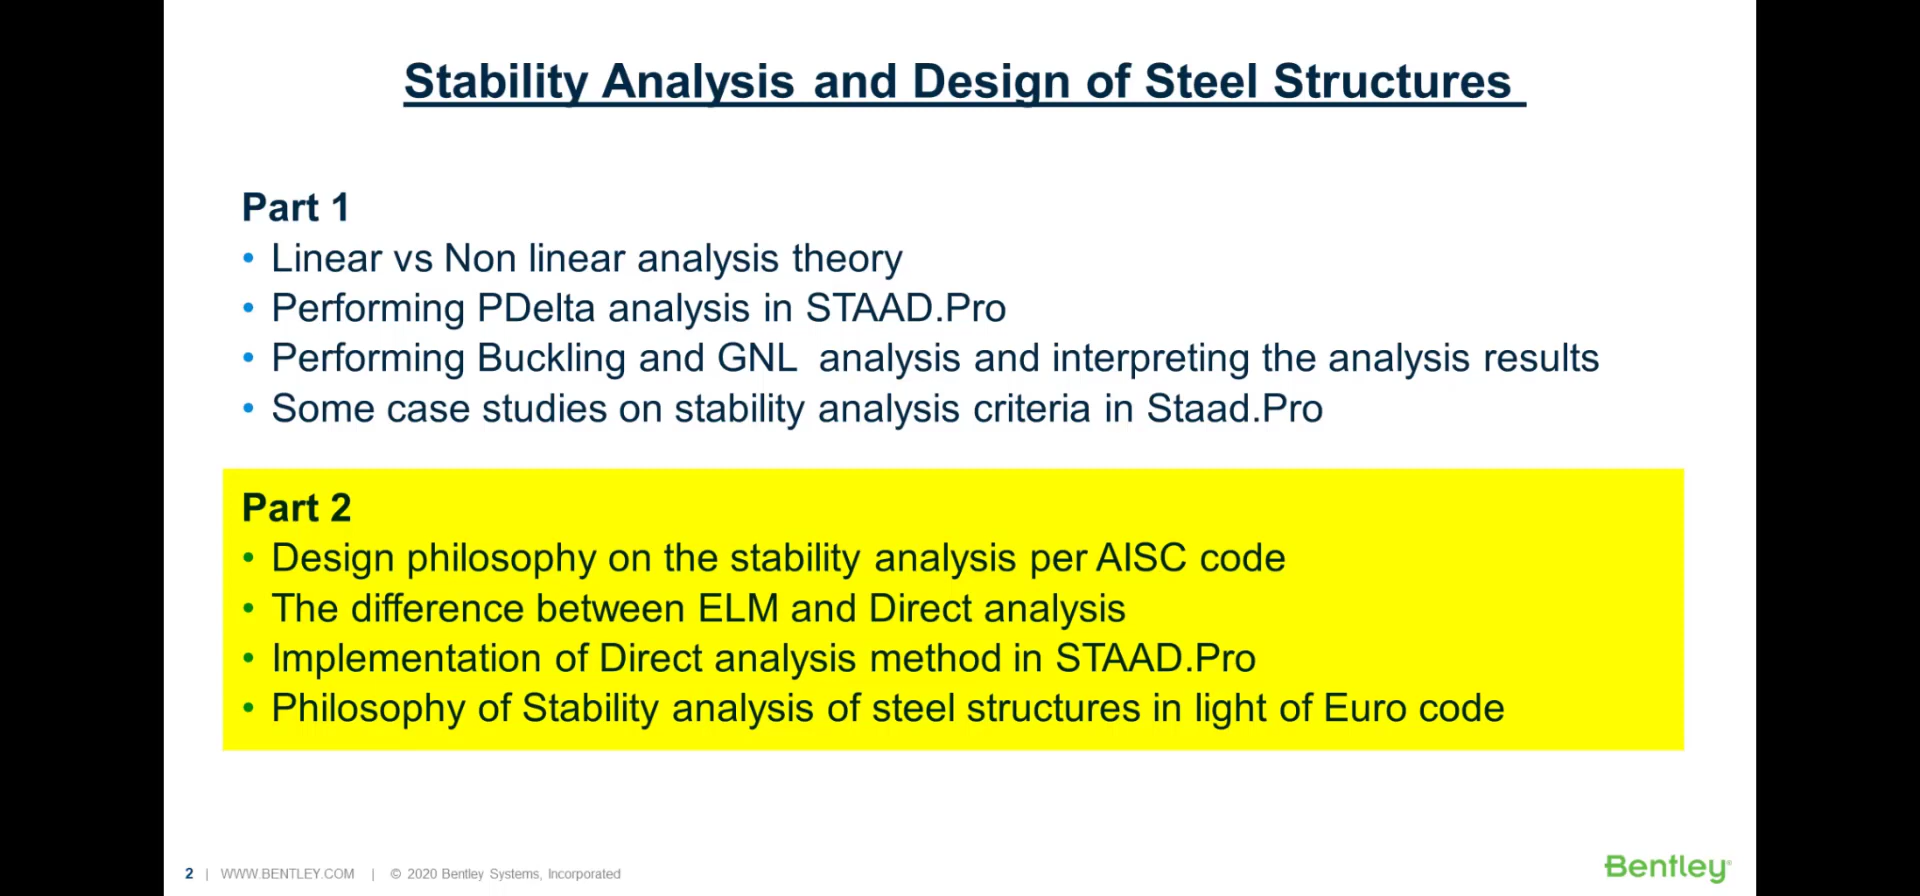 Stability Analysis and Design of Steel Structures
Part 1
• Linear vs Non linear analysis theory
• Performing PDelta analysis in STAAD.Pro
• Performing Buckling and GNL  analysis and interpreting the analysis results
• Some case studies on stability analysis criteria in Staad.Pro
Part 2
• Design philosophy on the stability analysis per AISC code
• The difference between ELM and Direct analysis
• Implementation of Direct analysis method in STAAD.Pro
• Philosophy of Stability analysis of steel structures in light of Euro code
2 | WWW.BENTLEY.COM | © 2020 Bentley Systems, Incorporated
Bentley®